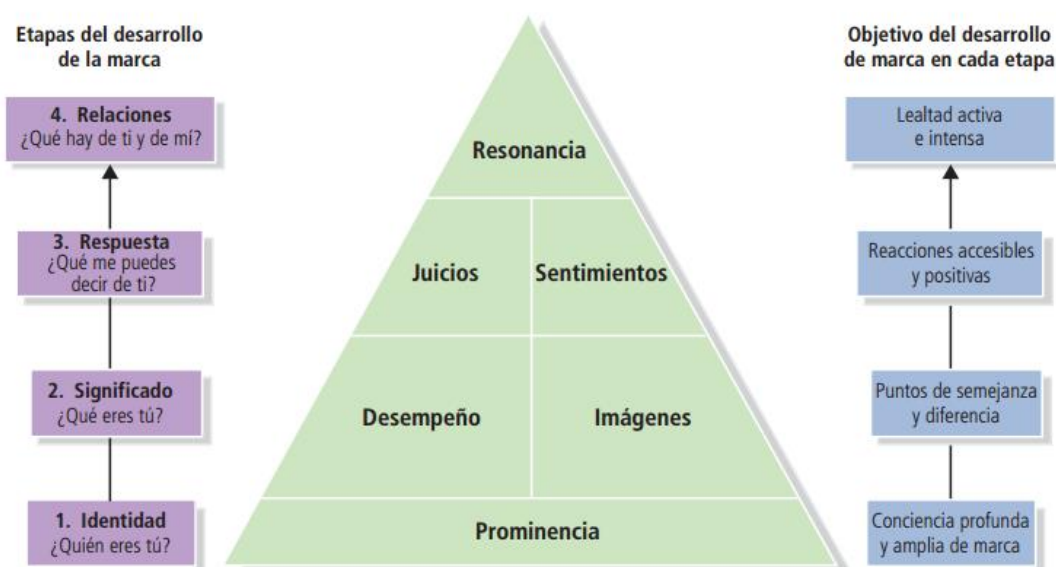 Etapas del desarrollo
de la marca
4. Relaciones
¿Qué hay de ti y de mí?
3. Respuesta
¿Qué me puedes
decir de ti?
2. Significado
¿Qué eres tú?
1. Identidad
¿Quién eres tú?
Resonancia
Juicios
Sentimientos
Desempeño
Imágenes
Prominencia
Objetivo del desarrollo
de marca en cada etapa
Lealtad activa
e intensa
Reacciones accesibles
y positivas
Puntos de semejanza
y diferencia
Conciencia profunda
y amplia de marca